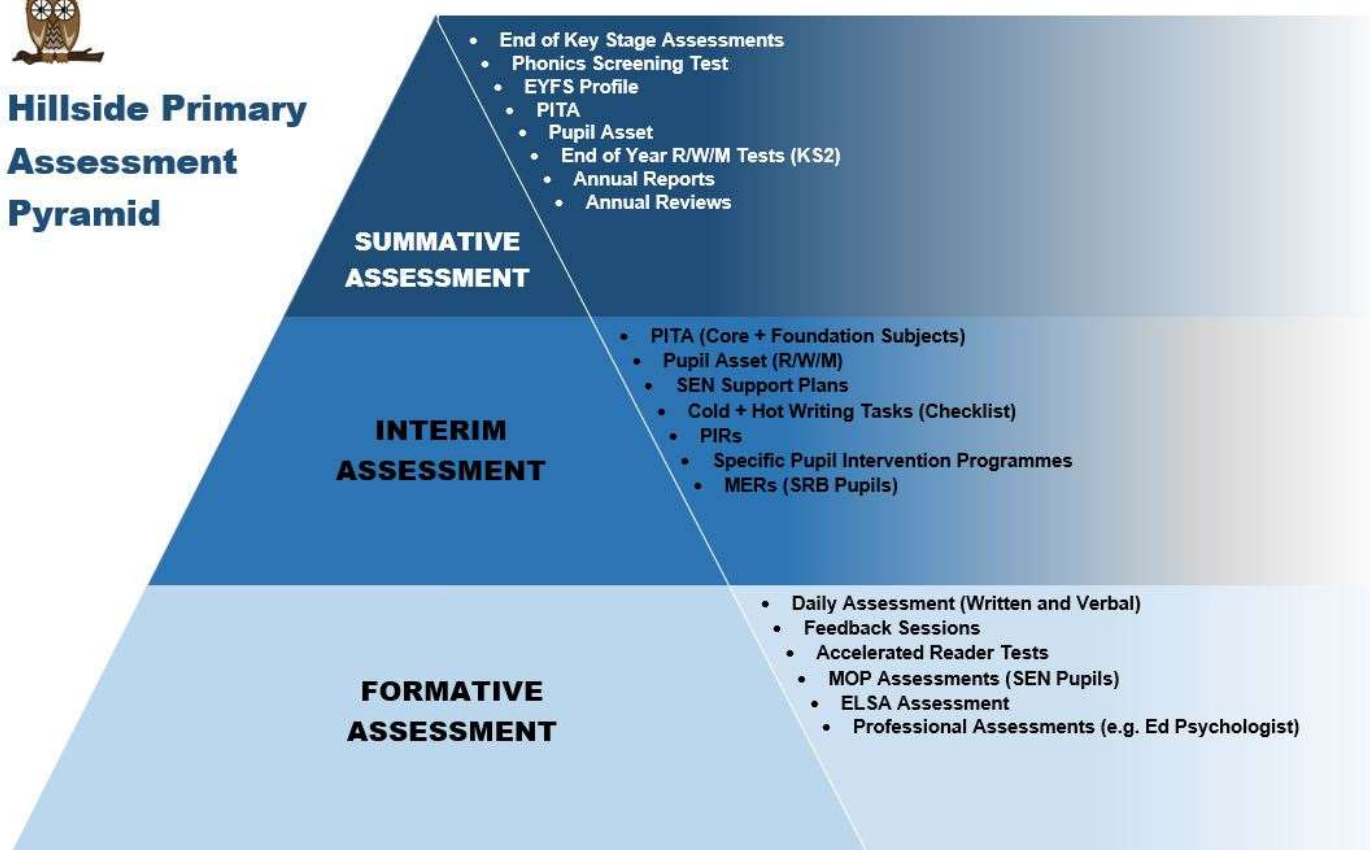 Hillside Primary
Assessment
Pyramid
• End of Key Stage Assessments
• Phonics Screening Test
• EYFS Profile
• PITA
• Pupil Asset
• End of Year R/W/M Tests (KS2)
• Annual Reports
• Annual Reviews
SUMMATIVE
ASSESSMENT
• PITA (Core + Foundation Subjects)
• Pupil Asset (R/W/M)
• SEN Support Plans
• Cold + Hot Writing Tasks (Checklist)
• PIRs
• Specific Pupil Intervention Programmes
• MERs (SRB Pupils)
INTERIM
ASSESSMENT
• Daily Assessment (Written and Verbal)
• Feedback Sessions
• Accelerated Reader Tests
• MOP Assessments (SEN Pupils)
• ELSA Assessment
• Professional Assessments (e.g. Ed Psychologist)
FORMATIVE
ASSESSMENT